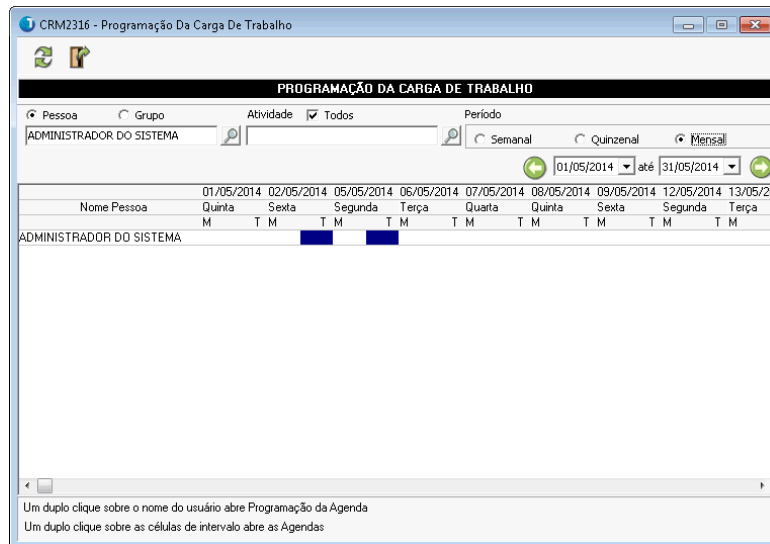 CRM2316 - Programação Da Carga De Trabalho
PROGRAMAÇÃO DA CARGA DE TRABALHO
Pessoa Grupo Atividade Todos Período
ADMINISTRADOR DO SISTEMA Semanal Quinzenal Mensal
01/05/2014 até 31/05/2014
01/05/2014 02/05/2014 05/05/2014 06/05/2014 07/05/2014 08/05/2014 09/05/2014 12/05/2014 13/05/2
Nome Pessoa Quinta Sexta Segunda Terça Quarta Quinta Sexta Segunda Terça
M T M T M T M T M T M T M T M T M
ADMINISTRADOR DO SISTEMA
Um duplo clique sobre o nome do usuário abre Programação da Agenda
Um duplo clique sobre as células de intervalo abre as Agendas